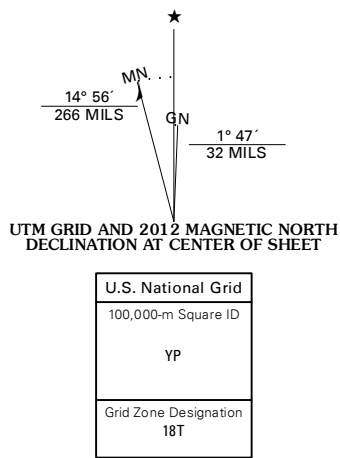 ★
MN
14° 56´
266 MILS
GN
1° 47´
32 MILS
UTM GRID AND 2012 MAGNETIC NORTH
DECLINATION AT CENTER OF SHEET
U.S. National Grid
100,000-m Square ID
YP
Grid Zone Designation
18T